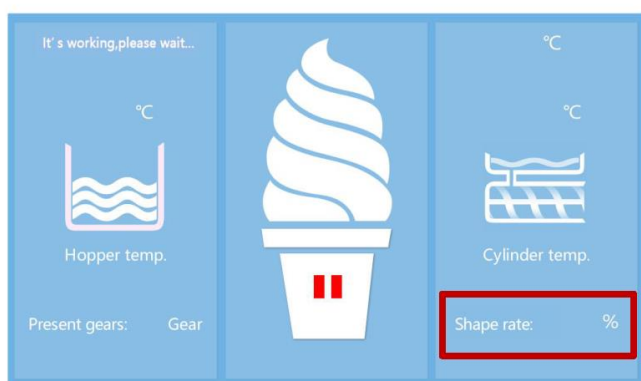 It's working,please wait...
℃
Hopper temp.
Present gears: Gear
℃
℃
Cylinder temp.
Shape rate: %